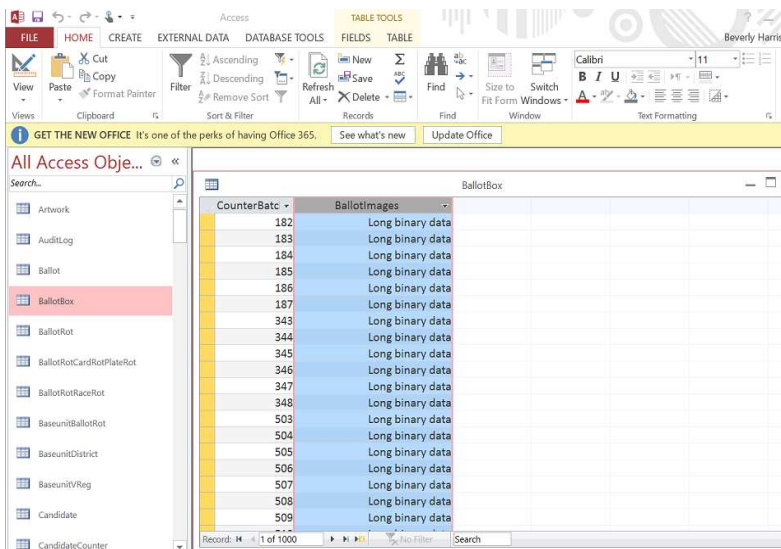 Access
TABLE TOOLS
FILE HOME CREATE EXTERNAL DATA DATABASE TOOLS FIELDS TABLE
Beverly Harris
View
Paste
Cut
Copy
Format Painter
Filter
Ascending
Descending
Remove Sort
Refresh All
New
Save
Delete
Find
Size to Fit Form
Switch Windows
Calibri 11
B I U
Views Clipboard Sort & Filter Records Find Window Text Formatting
GET THE NEW OFFICE It's one of the perks of having Office 365. See what's new Update Office
All Access Obje...
Search...
Artwork
AuditLog
Ballot
BallotBox
BallotRot
BallotRotCardRotPlateRot
BallotRotRaceRot
BaseunitBallotRot
BaseunitDistrict
BaseunitVReg
Candidate
CandidateCounter
BallotBox
CounterBatc BallotImages
182 Long binary data
183 Long binary data
184 Long binary data
185 Long binary data
186 Long binary data
187 Long binary data
343 Long binary data
344 Long binary data
345 Long binary data
346 Long binary data
347 Long binary data
348 Long binary data
503 Long binary data
504 Long binary data
505 Long binary data
506 Long binary data
507 Long binary data
508 Long binary data
509 Long binary data
Record: 1 of 1000 No Filter Search